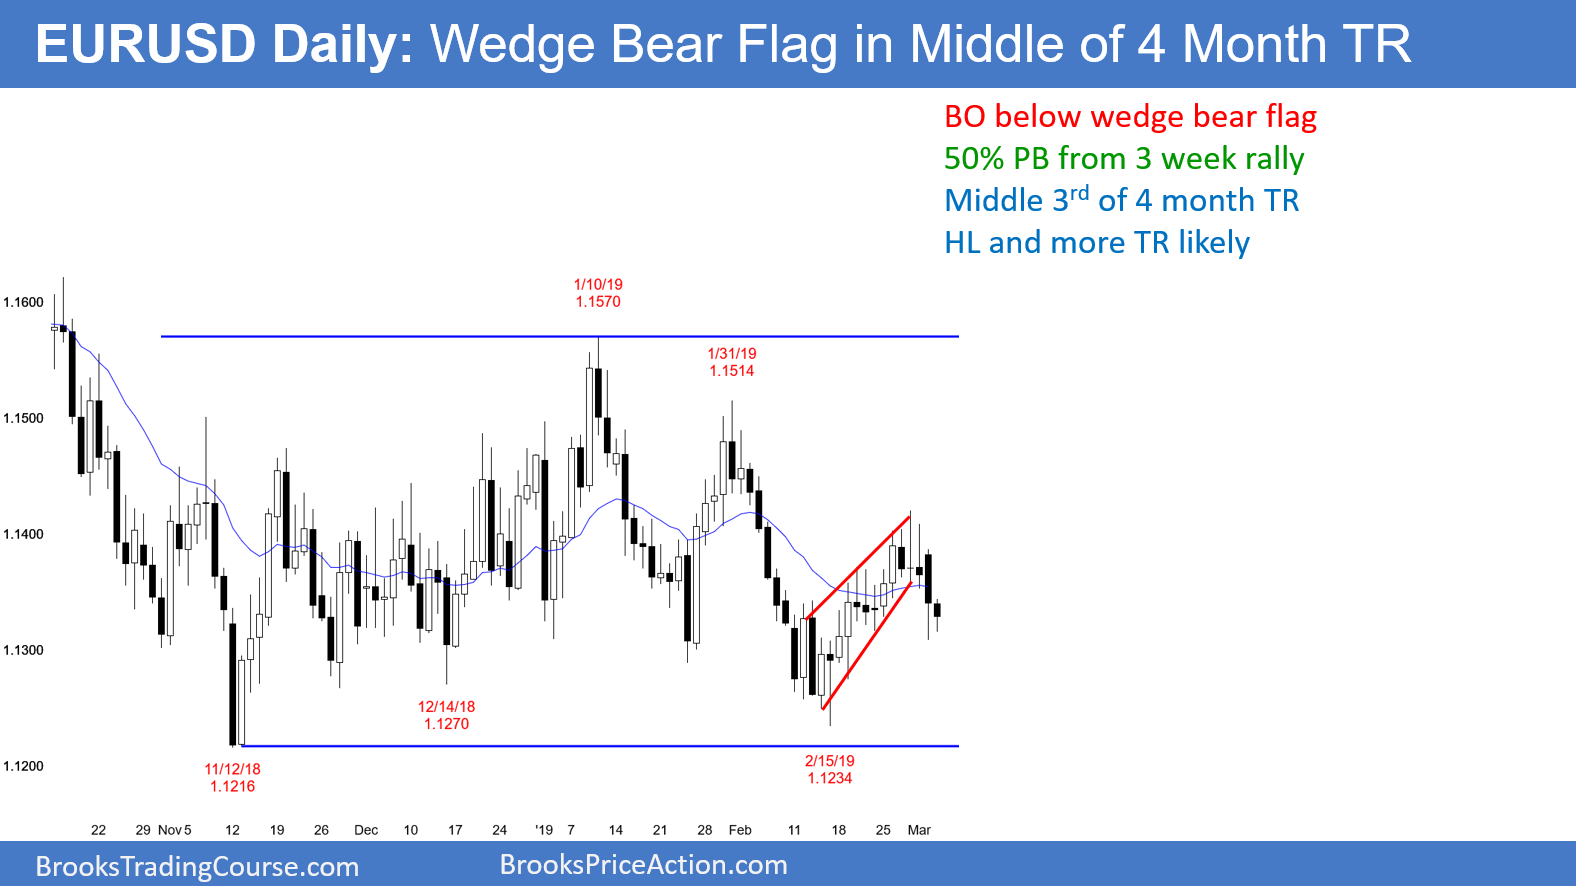 EURUSD Daily: Wedge Bear Flag in Middle of 4 Month TR
BO below wedge bear flag
50% PB from 3 week rally
Middle 3rd of 4 month TR
HL and more TR likely
1/10/19
1.1570
1/31/19
1.1514
1.1600
1.1500
1.1400
1.1300
1.1200
12/14/18
1.1270
11/12/18
1.1216
2/15/19
1.1234
22 29 Nov 5 12 19 26 Dec 10 17 24 '19 7 14 21 28 Feb 11 18 25 Mar
BrooksTradingCourse.com
BrooksPriceAction.com